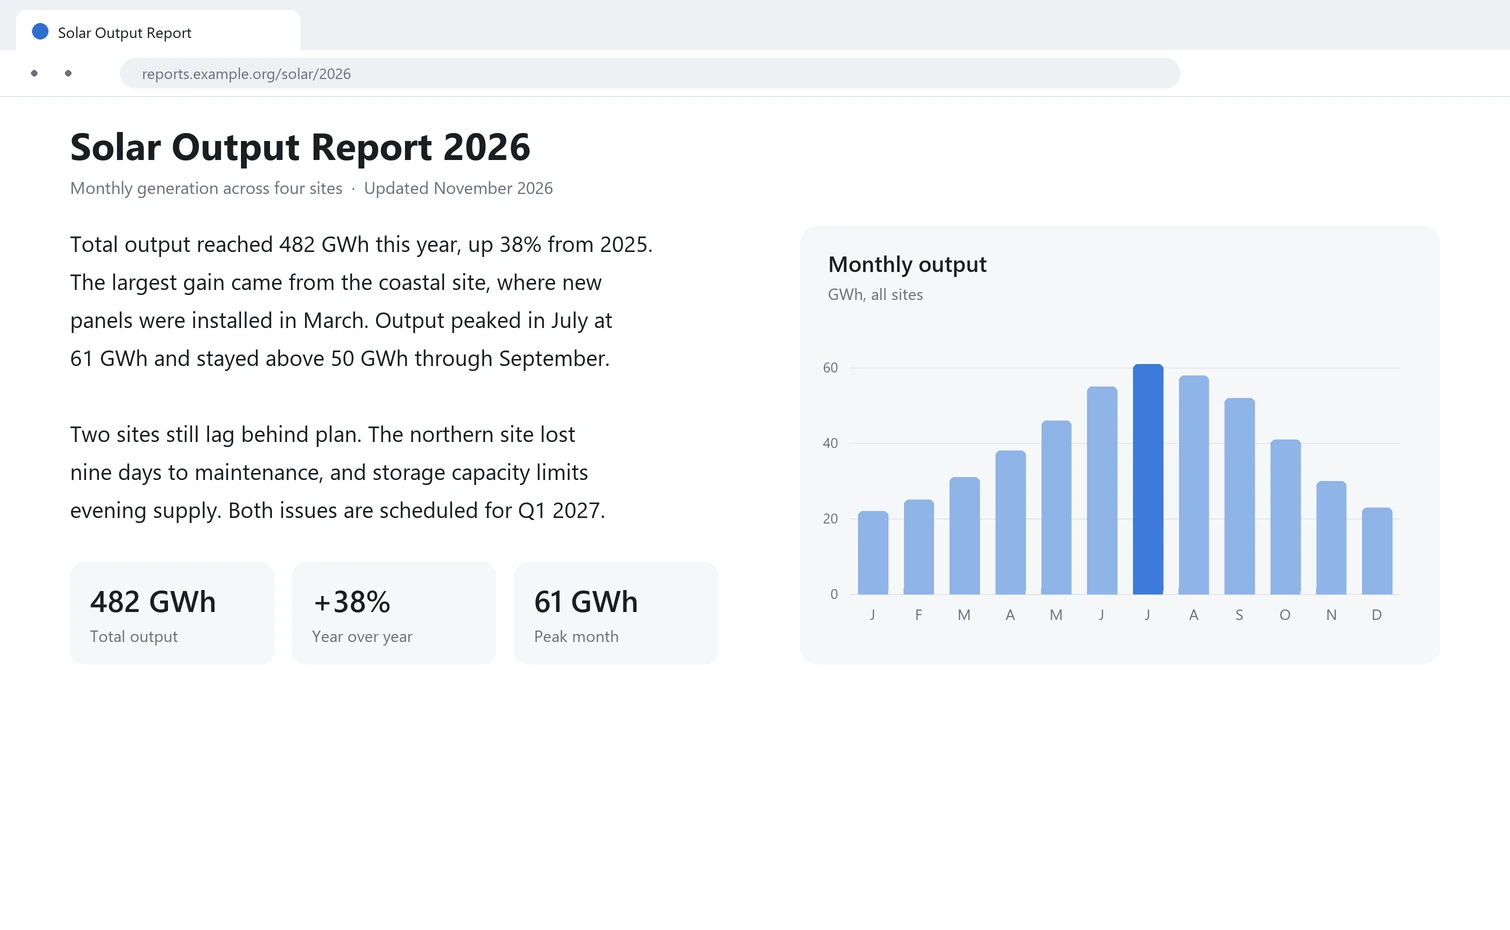 Solar Output Report
reports.example.org/solar/2026
Solar Output Report 2026
Monthly generation across four sites · Updated November 2026
Total output reached 482 GWh this year, up 38% from 2025.
The largest gain came from the coastal site, where new
panels were installed in March. Output peaked in July at
61 GWh and stayed above 50 GWh through September.
Two sites still lag behind plan. The northern site lost
nine days to maintenance, and storage capacity limits
evening supply. Both issues are scheduled for Q1 2027.
482 GWh
Total output
+38%
Year over year
61 GWh
Peak month
Monthly output
GWh, all sites
60
40
20
0
J F M A M J J A S O N D